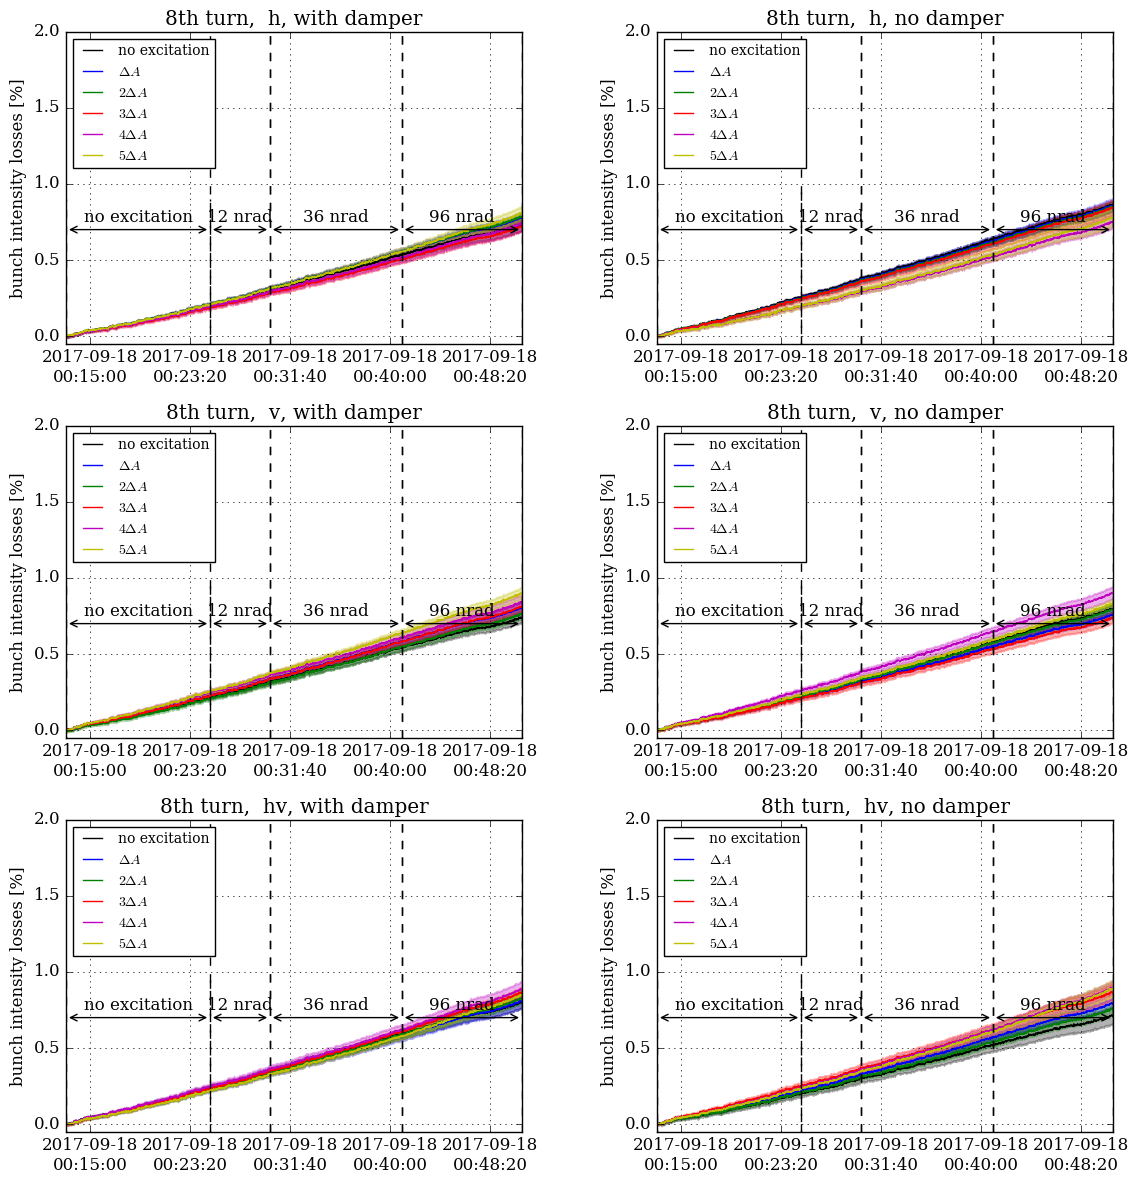 8th turn,  h, with damper
bunch intensity losses [%]
2.0
1.5
1.0
0.5
0.0
no excitation
ΔA
2ΔA
3ΔA
4ΔA
5ΔA
no excitation 12 nrad 36 nrad 96 nrad
2017-09-18 2017-09-18 2017-09-18 2017-09-18 2017-09-18
00:15:00 00:23:20 00:31:40 00:40:00 00:48:20
8th turn,  h, no damper
bunch intensity losses [%]
2.0
1.5
1.0
0.5
0.0
no excitation
ΔA
2ΔA
3ΔA
4ΔA
5ΔA
no excitation 12 nrad 36 nrad 96 nrad
2017-09-18 2017-09-18 2017-09-18 2017-09-18 2017-09-18
00:15:00 00:23:20 00:31:40 00:40:00 00:48:20
8th turn,  v, with damper
bunch intensity losses [%]
2.0
1.5
1.0
0.5
0.0
no excitation
ΔA
2ΔA
3ΔA
4ΔA
5ΔA
no excitation 12 nrad 36 nrad 96 nrad
2017-09-18 2017-09-18 2017-09-18 2017-09-18 2017-09-18
00:15:00 00:23:20 00:31:40 00:40:00 00:48:20
8th turn,  v, no damper
bunch intensity losses [%]
2.0
1.5
1.0
0.5
0.0
no excitation
ΔA
2ΔA
3ΔA
4ΔA
5ΔA
no excitation 12 nrad 36 nrad 96 nrad
2017-09-18 2017-09-18 2017-09-18 2017-09-18 2017-09-18
00:15:00 00:23:20 00:31:40 00:40:00 00:48:20
8th turn,  hv, with damper
bunch intensity losses [%]
2.0
1.5
1.0
0.5
0.0
no excitation
ΔA
2ΔA
3ΔA
4ΔA
5ΔA
no excitation 12 nrad 36 nrad 96 nrad
2017-09-18 2017-09-18 2017-09-18 2017-09-18 2017-09-18
00:15:00 00:23:20 00:31:40 00:40:00 00:48:20
8th turn,  hv, no damper
bunch intensity losses [%]
2.0
1.5
1.0
0.5
0.0
no excitation
ΔA
2ΔA
3ΔA
4ΔA
5ΔA
no excitation 12 nrad 36 nrad 96 nrad
2017-09-18 2017-09-18 2017-09-18 2017-09-18 2017-09-18
00:15:00 00:23:20 00:31:40 00:40:00 00:48:20